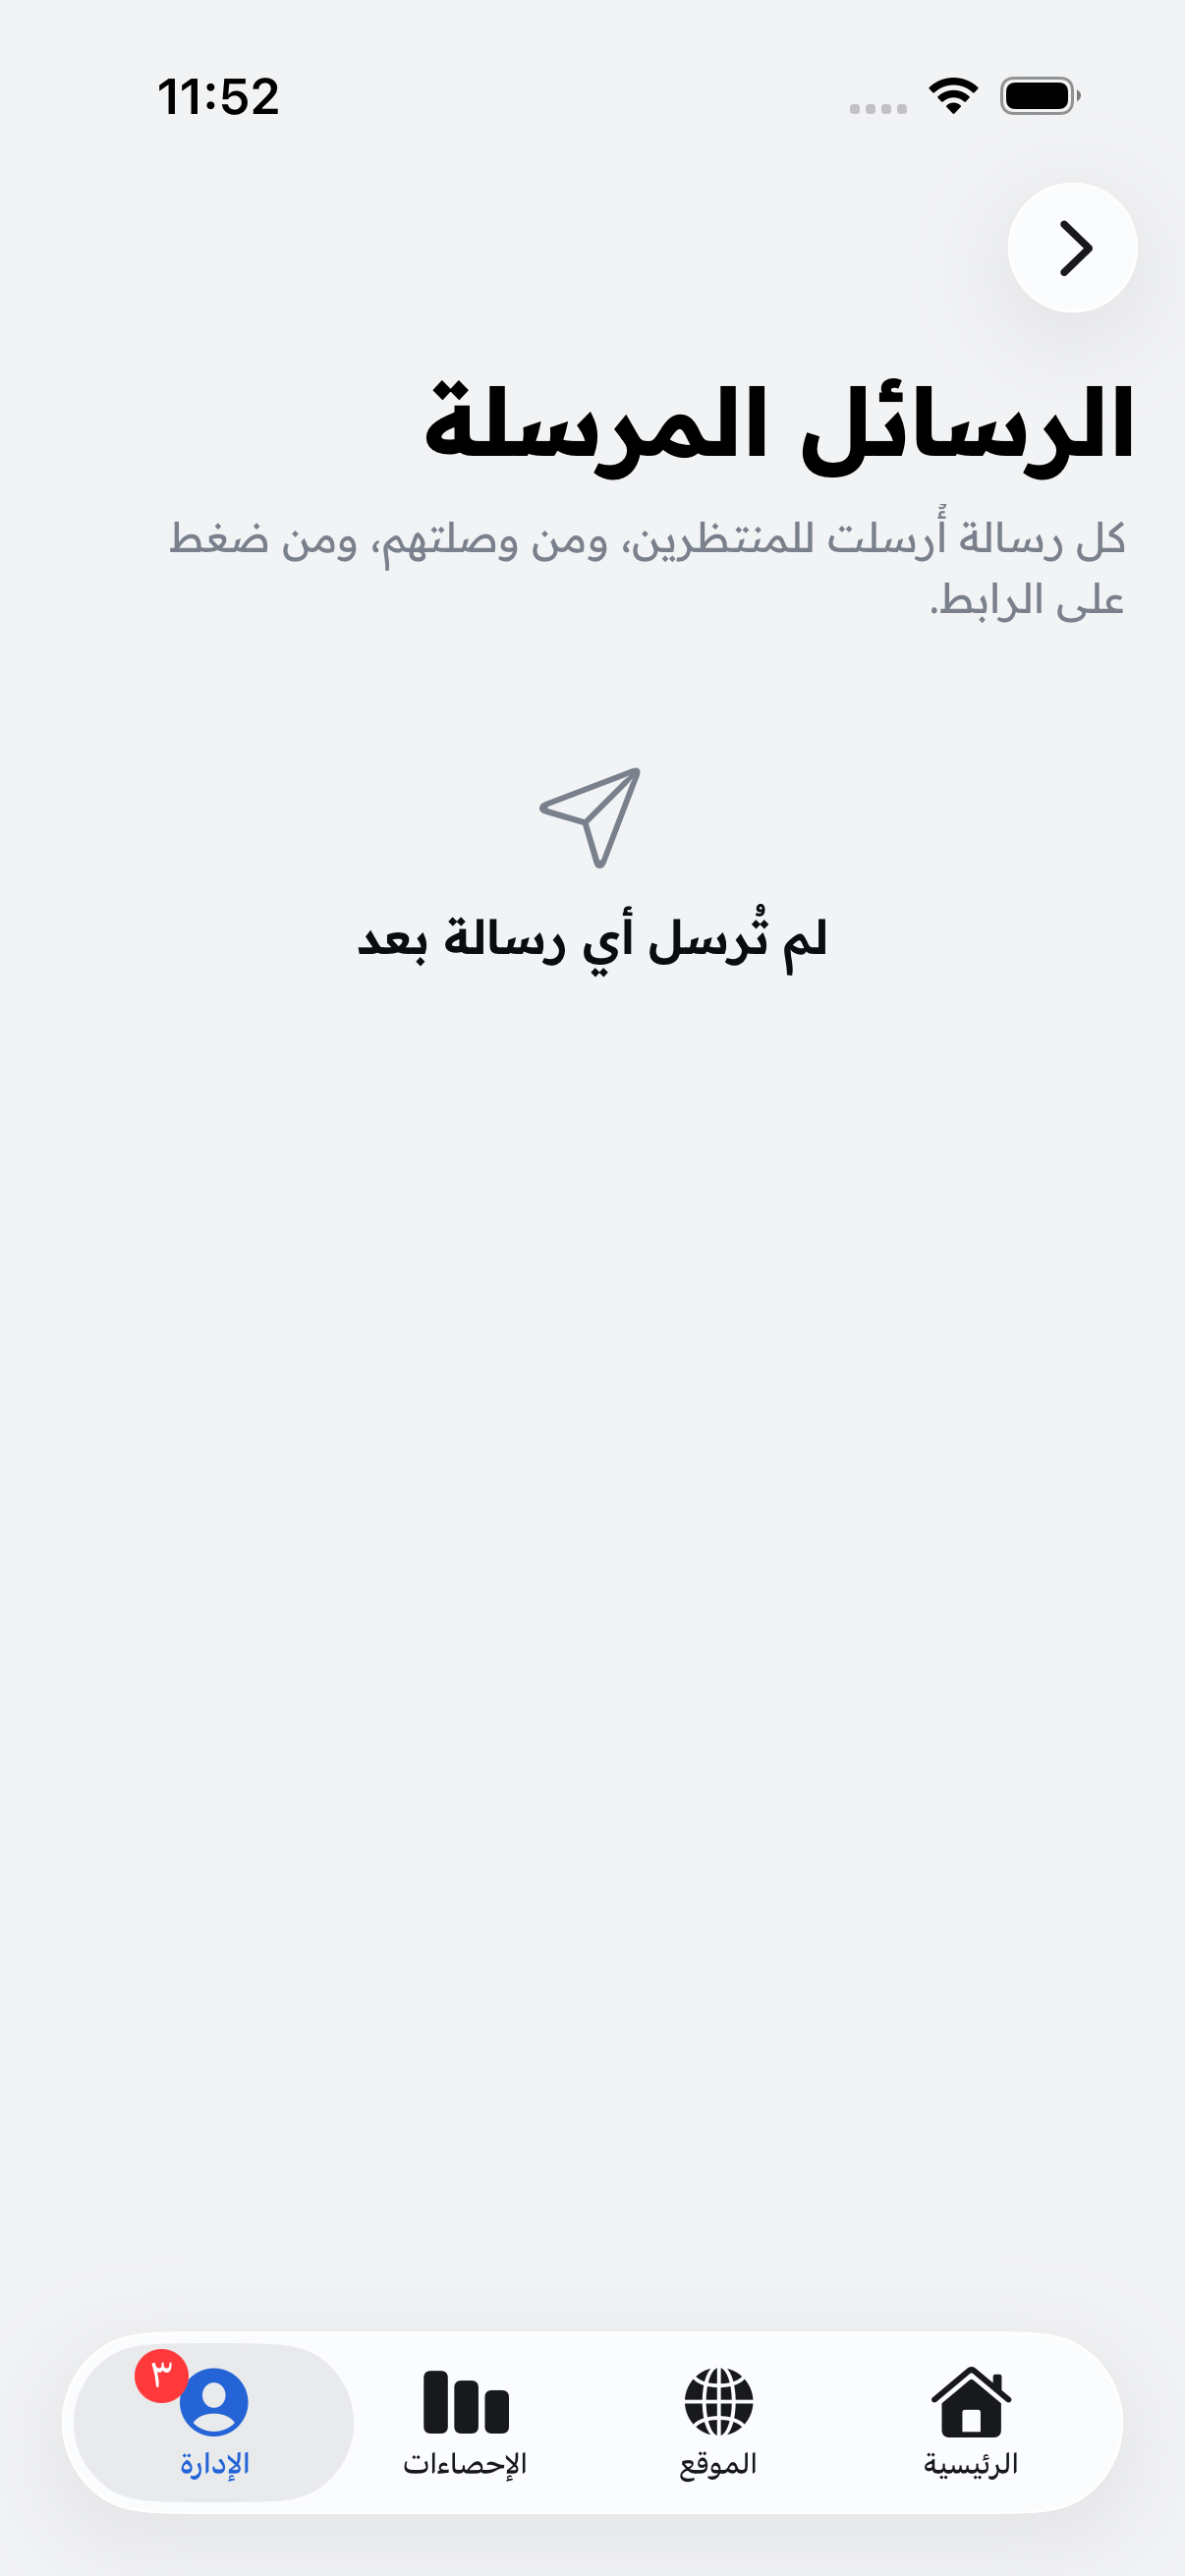 11:52
الرسائل المرسلة
كل رسالة أُرسلت للمنتظرين، ومن وصلتهم، ومن ضغط
على الرابط.
لم تُرسل أي رسالة بعد
الرئيسية
الموقع
الإحصاءات
٣
الإدارة